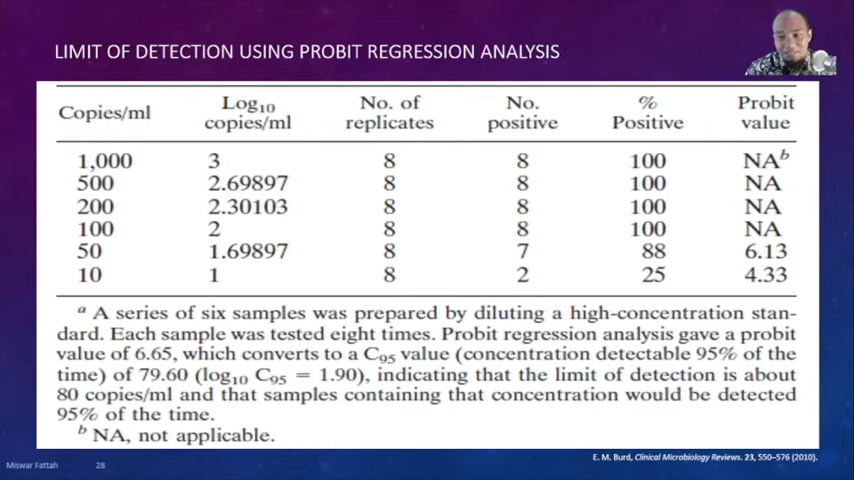 LIMIT OF DETECTION USING PROBIT REGRESSION ANALYSIS
Copies/ml Log10 copies/ml No. of replicates No. positive % Positive Probit value
1,000 3 8 8 100 NAb
500 2.69897 8 8 100 NA
200 2.30103 8 8 100 NA
100 2 8 8 100 NA
50 1.69897 8 7 88 6.13
10 1 8 2 25 4.33
a A series of six samples was prepared by diluting a high-concentration stan-
dard. Each sample was tested eight times. Probit regression analysis gave a probit
value of 6.65, which converts to a C95 value (concentration detectable 95% of the
time) of 79.60 (log10 C95 = 1.90), indicating that the limit of detection is about
80 copies/ml and that samples containing that concentration would be detected
95% of the time.
b NA, not applicable.
E. M. Burd, Clinical Microbiology Reviews. 23, 550–576 (2010).
Miswar Fattah 28